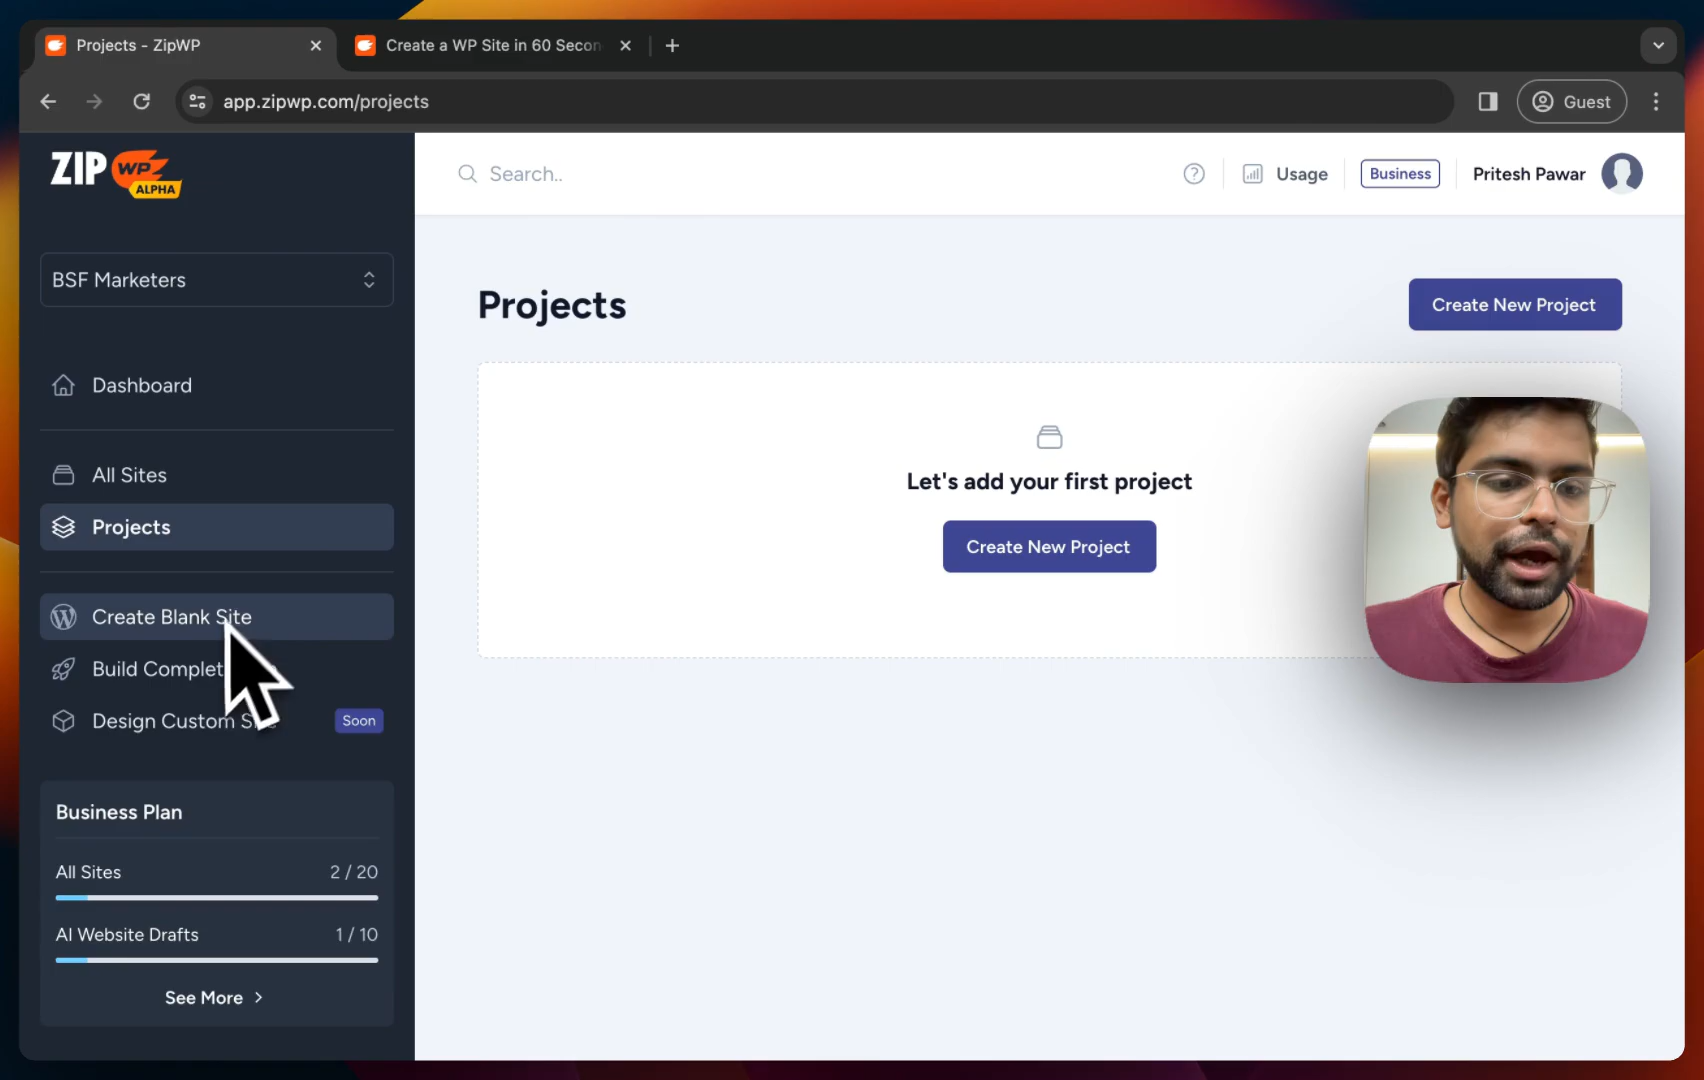 Projects - ZipWP
Create a WP Site in 60 Secon
app.zipwp.com/projects
Guest
ZIP WP
ALPHA
Search..
Usage
Business
Pritesh Pawar
BSF Marketers
Dashboard
All Sites
Projects
Create Blank Site
Build Complet
Design Custom
Soon
Business Plan
All Sites
2 / 20
AI Website Drafts
1 / 10
See More
Projects
Create New Project
Let's add your first project
Create New Project